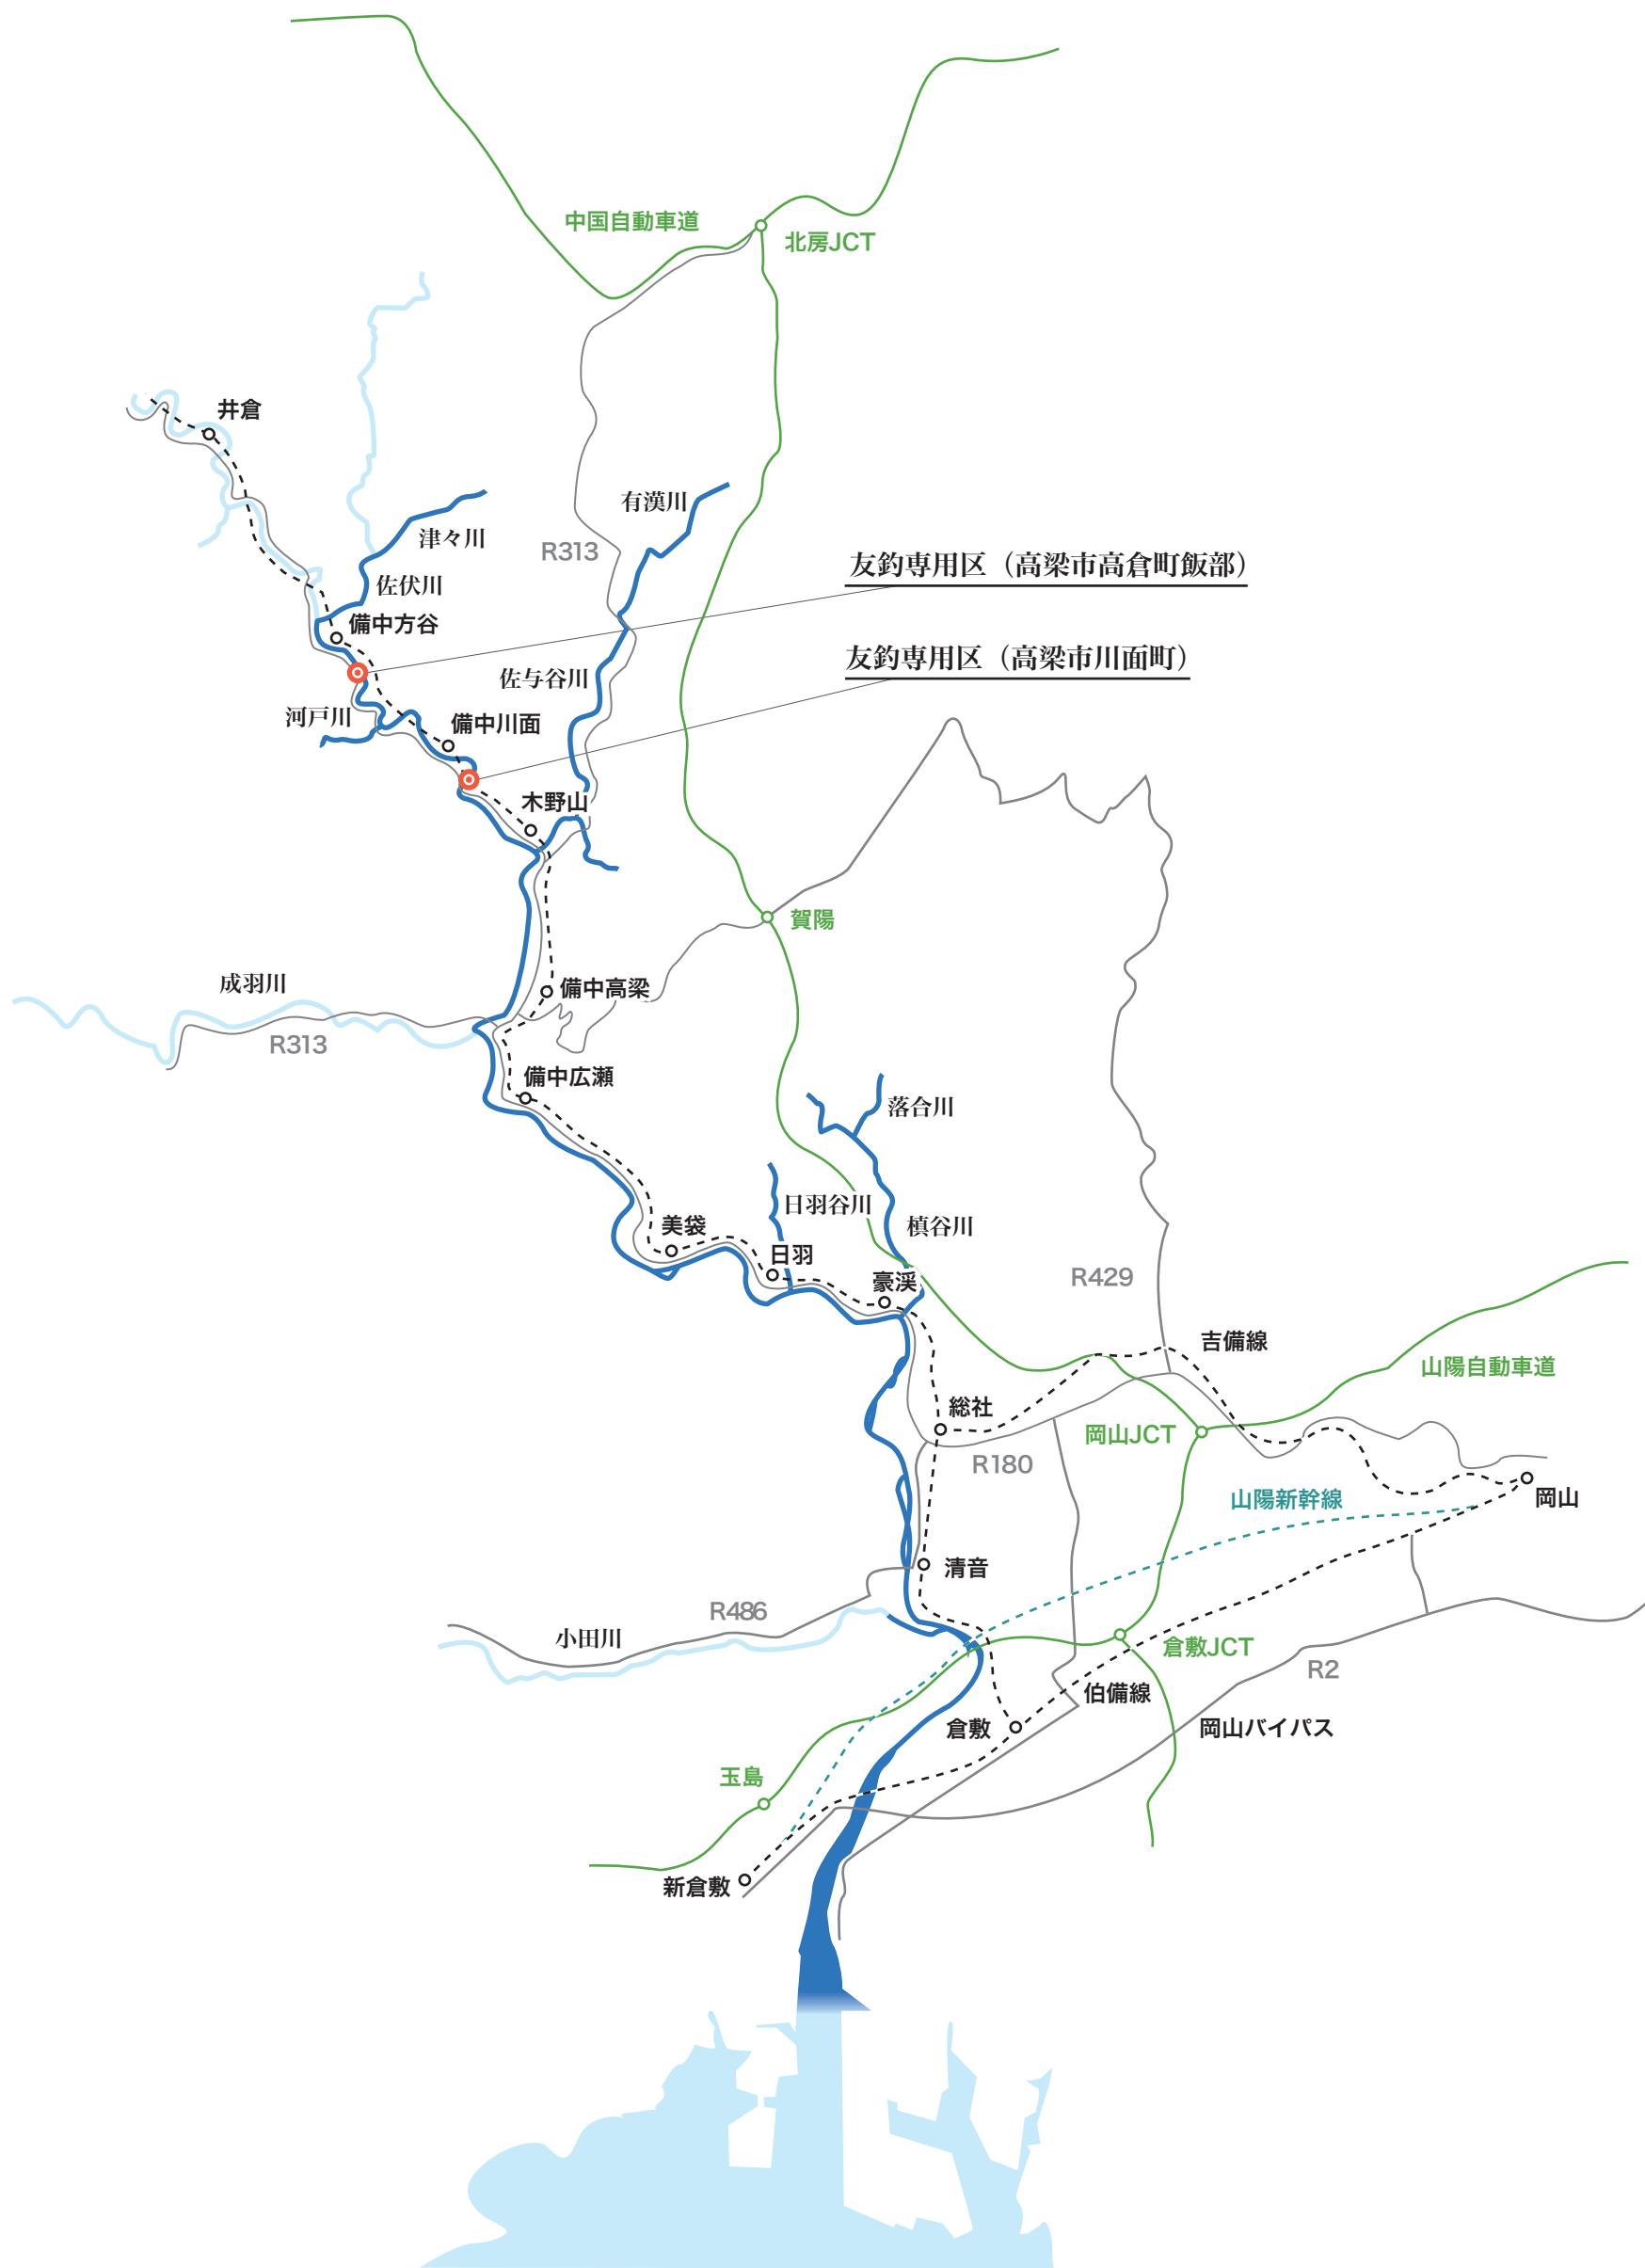 中国自動車道
北房JCT
井倉
有漢川
津々川
R313
友釣専用区（高梁市高倉町飯部）
佐伏川
備中方谷
友釣専用区（高梁市川面町）
佐与谷川
河戸川
備中川面
木野山
賀陽
成羽川
備中高梁
R313
備中広瀬
落合川
日羽谷川
美袋
槙谷川
日羽
豪渓
R429
吉備線
山陽自動車道
総社
岡山JCT
R180
山陽新幹線
岡山
清音
R486
小田川
倉敷JCT
R2
伯備線
倉敷
岡山バイパス
玉島
新倉敷